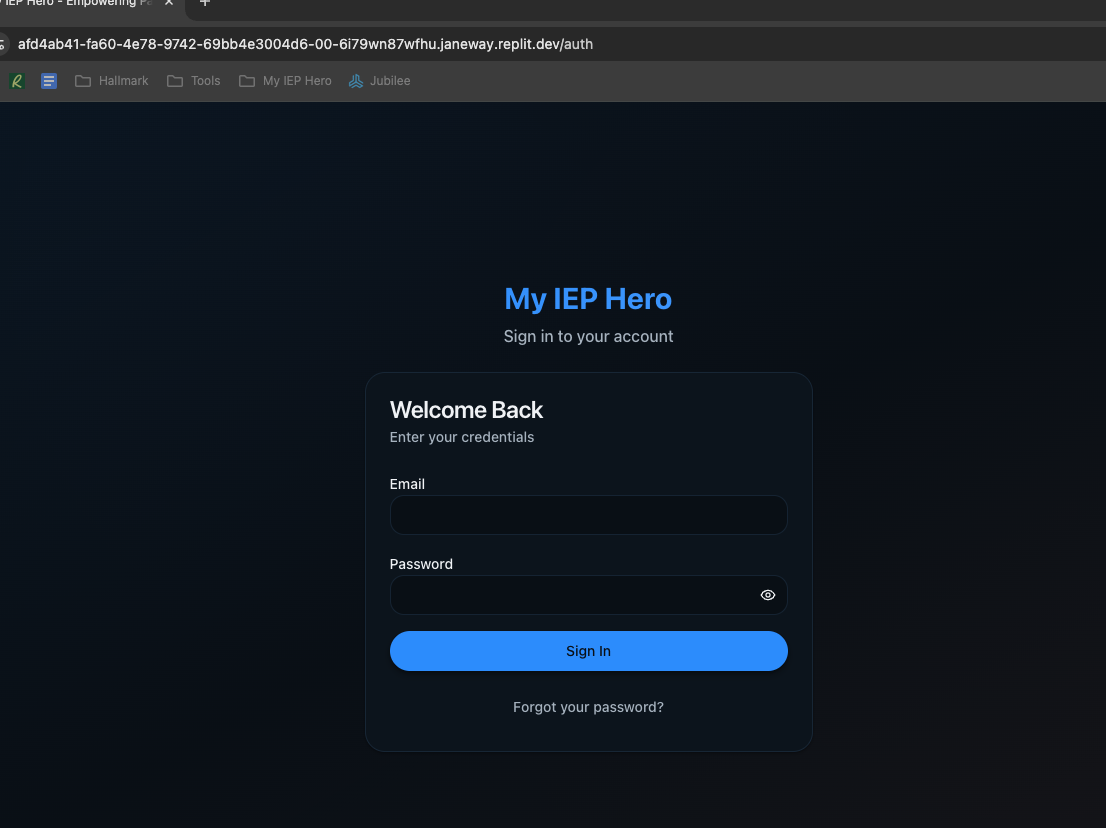 IEP Hero - Empowering
afd4ab41-fa60-4e78-9742-69bb4e3004d6-00-6i79wn87wfhu.janeway.replit.dev/auth
Hallmark Tools My IEP Hero Jubilee
My IEP Hero
Sign in to your account
Welcome Back
Enter your credentials
Email
Password
Sign In
Forgot your password?